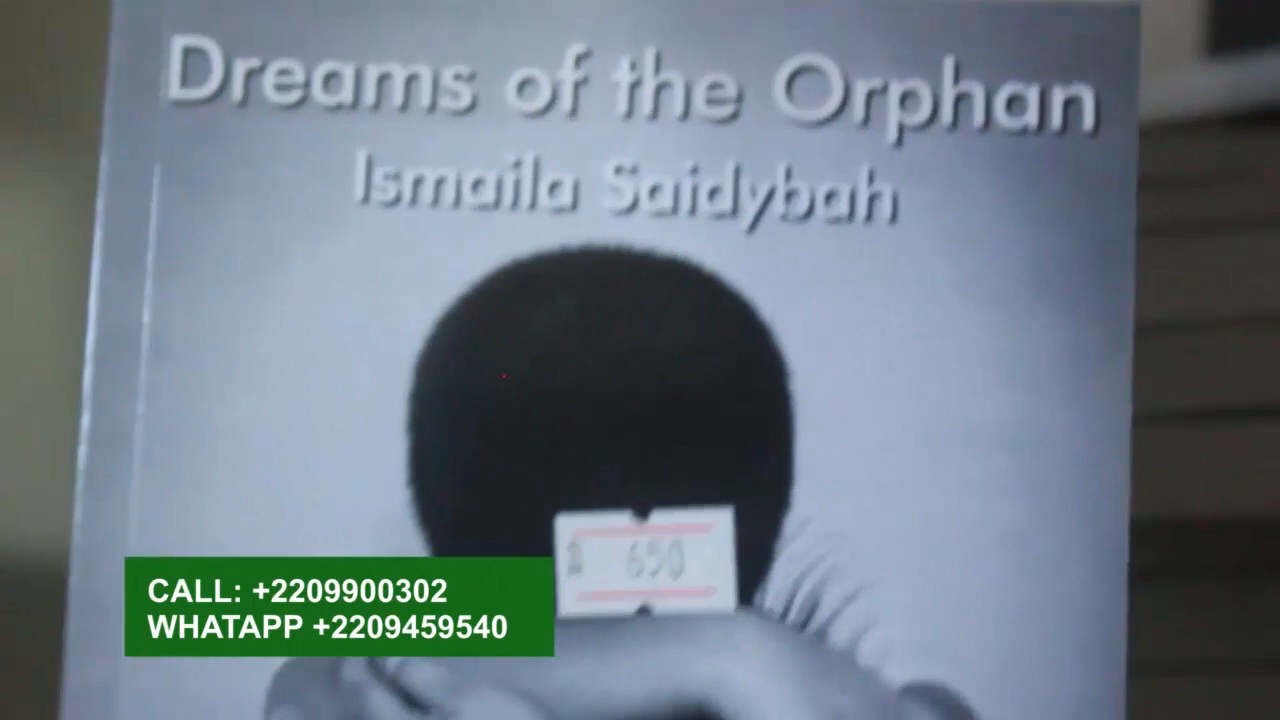 Dreams of the Orphan
Ismaila Saidybah
650
CALL: +2209900302
WHATAPP +2209459540